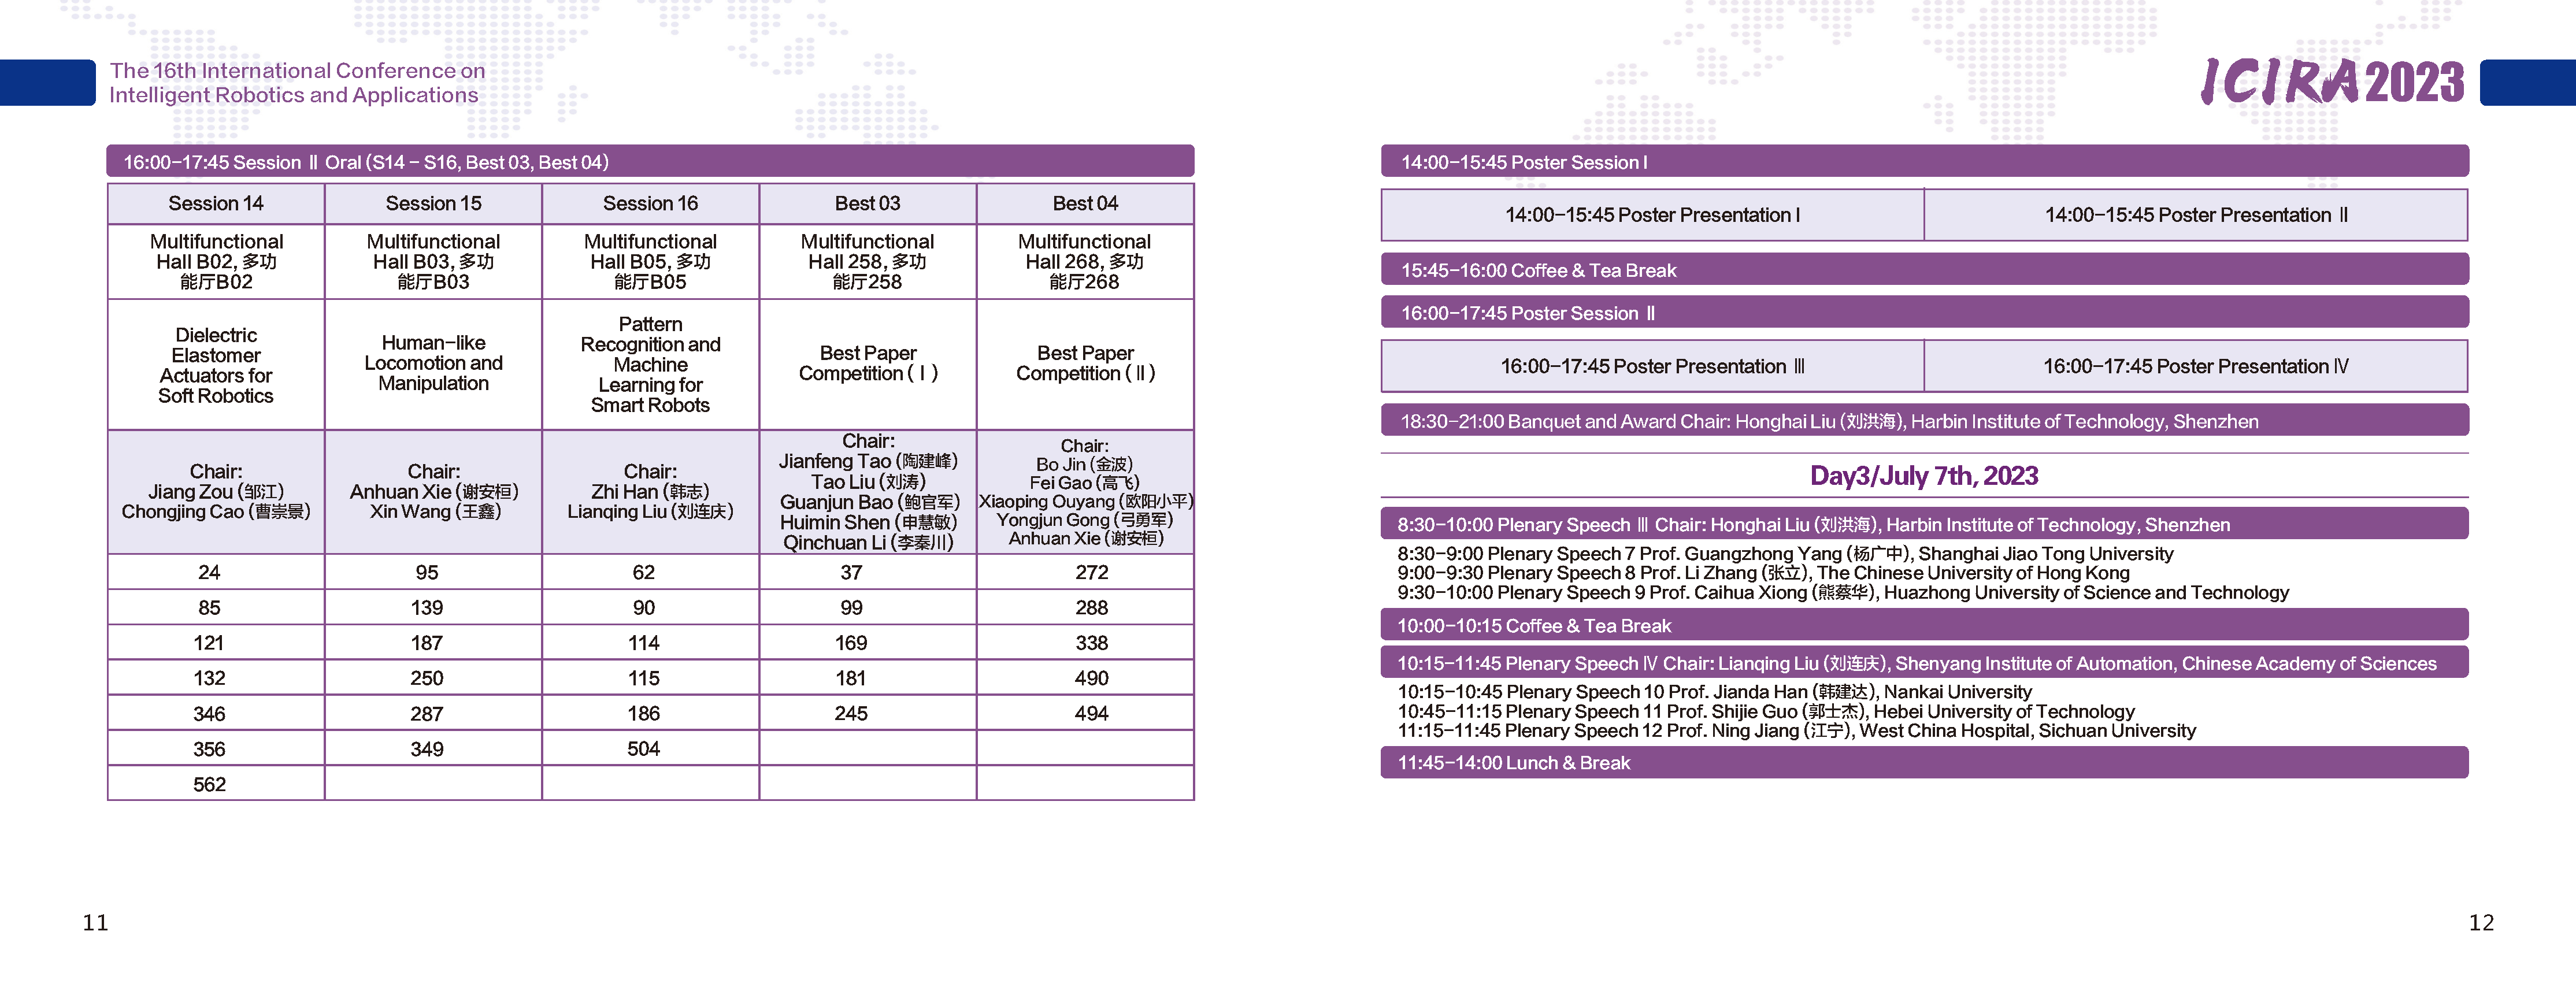 The 16th International Conference on
Intelligent Robotics and Applications
16:00-17:45 Session Ⅱ Oral (S14 - S16, Best 03, Best 04)
Session 14
Session 15
Session 16
Best 03
Best 04
Multifunctional
Hall B02, 多功
能厅B02
Multifunctional
Hall B03, 多功
能厅B03
Multifunctional
Hall B05, 多功
能厅B05
Multifunctional
Hall 258, 多功
能厅258
Multifunctional
Hall 268, 多功
能厅268
Dielectric
Elastomer
Actuators for
Soft Robotics
Human-like
Locomotion and
Manipulation
Pattern
Recognition and
Machine
Learning for
Smart Robots
Best Paper
Competition (Ⅰ)
Best Paper
Competition (Ⅱ)
Chair:
Jiang Zou (邹江)
Chongjing Cao (曹崇景)
Chair:
Anhuan Xie (谢安桓)
Xin Wang (王鑫)
Chair:
Zhi Han (韩志)
Lianqing Liu (刘连庆)
Chair:
Jianfeng Tao (陶建峰)
Tao Liu (刘涛)
Guanjun Bao (鲍官军)
Huimin Shen (申慧敏)
Qinchuan Li (李秦川)
Chair:
Bo Jin (金波)
Fei Gao (高飞)
Xiaoping Ouyang (欧阳小平)
Yongjun Gong (弓勇军)
Anhuan Xie (谢安桓)
24 95 62 37 272
85 139 90 99 288
121 187 114 169 338
132 250 115 181 490
346 287 186 245 494
356 349 504
562
11
ICIRA2023
14:00-15:45 Poster Session I
14:00-15:45 Poster Presentation I
14:00-15:45 Poster Presentation Ⅱ
15:45-16:00 Coffee & Tea Break
16:00-17:45 Poster Session Ⅱ
16:00-17:45 Poster Presentation Ⅲ
16:00-17:45 Poster Presentation Ⅳ
18:30-21:00 Banquet and Award Chair: Honghai Liu (刘洪海), Harbin Institute of Technology, Shenzhen
Day3/July 7th, 2023
8:30-10:00 Plenary Speech Ⅲ Chair: Honghai Liu (刘洪海), Harbin Institute of Technology, Shenzhen
8:30-9:00 Plenary Speech 7 Prof. Guangzhong Yang (杨广中), Shanghai Jiao Tong University
9:00-9:30 Plenary Speech 8 Prof. Li Zhang (张立), The Chinese University of Hong Kong
9:30-10:00 Plenary Speech 9 Prof. Caihua Xiong (熊蔡华), Huazhong University of Science and Technology
10:00-10:15 Coffee & Tea Break
10:15-11:45 Plenary Speech Ⅳ Chair: Lianqing Liu (刘连庆), Shenyang Institute of Automation, Chinese Academy of Sciences
10:15-10:45 Plenary Speech 10 Prof. Jianda Han (韩建达), Nankai University
10:45-11:15 Plenary Speech 11 Prof. Shijie Guo (郭士杰), Hebei University of Technology
11:15-11:45 Plenary Speech 12 Prof. Ning Jiang (江宁), West China Hospital, Sichuan University
11:45-14:00 Lunch & Break
12